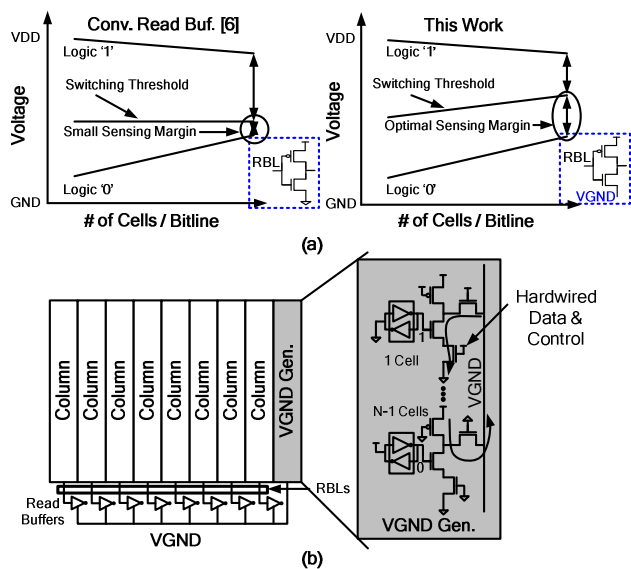 Conv. Read Buf. [6]
VDD
Logic ‘1’
Switching Threshold
Small Sensing Margin
RBL
Logic ‘0’
GND
Voltage
# of Cells / Bitline
This Work
VDD
Logic ‘1’
Switching Threshold
Optimal Sensing Margin
RBL
VGND
Logic ‘0’
GND
Voltage
# of Cells / Bitline
(a)
Column
Column
Column
Column
Column
Column
Column
Column
VGND Gen.
Read
Buffers
RBLs
VGND
1
1 Cell
Hardwired
Data &
Control
VGND
N-1 Cells
0
VGND Gen.
(b)